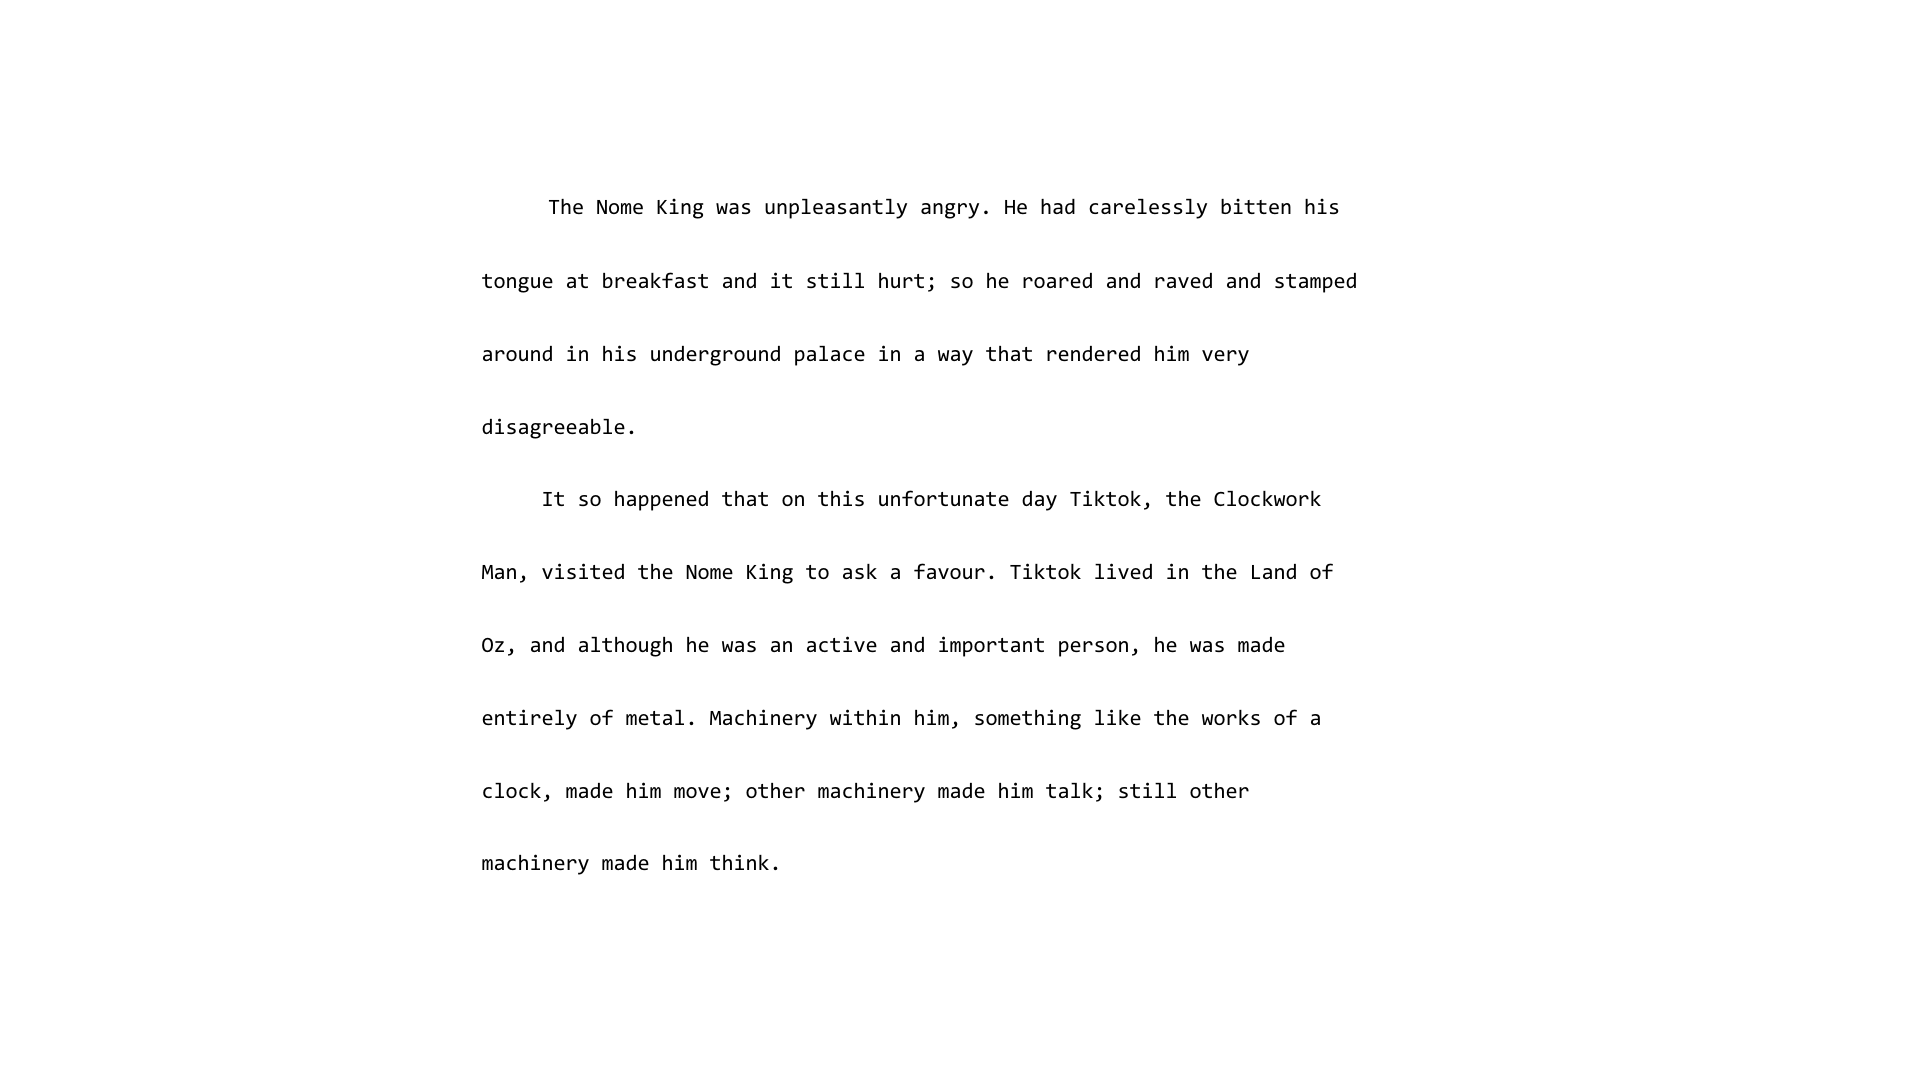 The Nome King was unpleasantly angry. He had carelessly bitten his
tongue at breakfast and it still hurt; so he roared and raved and stamped
around in his underground palace in a way that rendered him very
disagreeable.
It so happened that on this unfortunate day Tiktok, the Clockwork
Man, visited the Nome King to ask a favour. Tiktok lived in the Land of
Oz, and although he was an active and important person, he was made
entirely of metal. Machinery within him, something like the works of a
clock, made him move; other machinery made him talk; still other
machinery made him think.